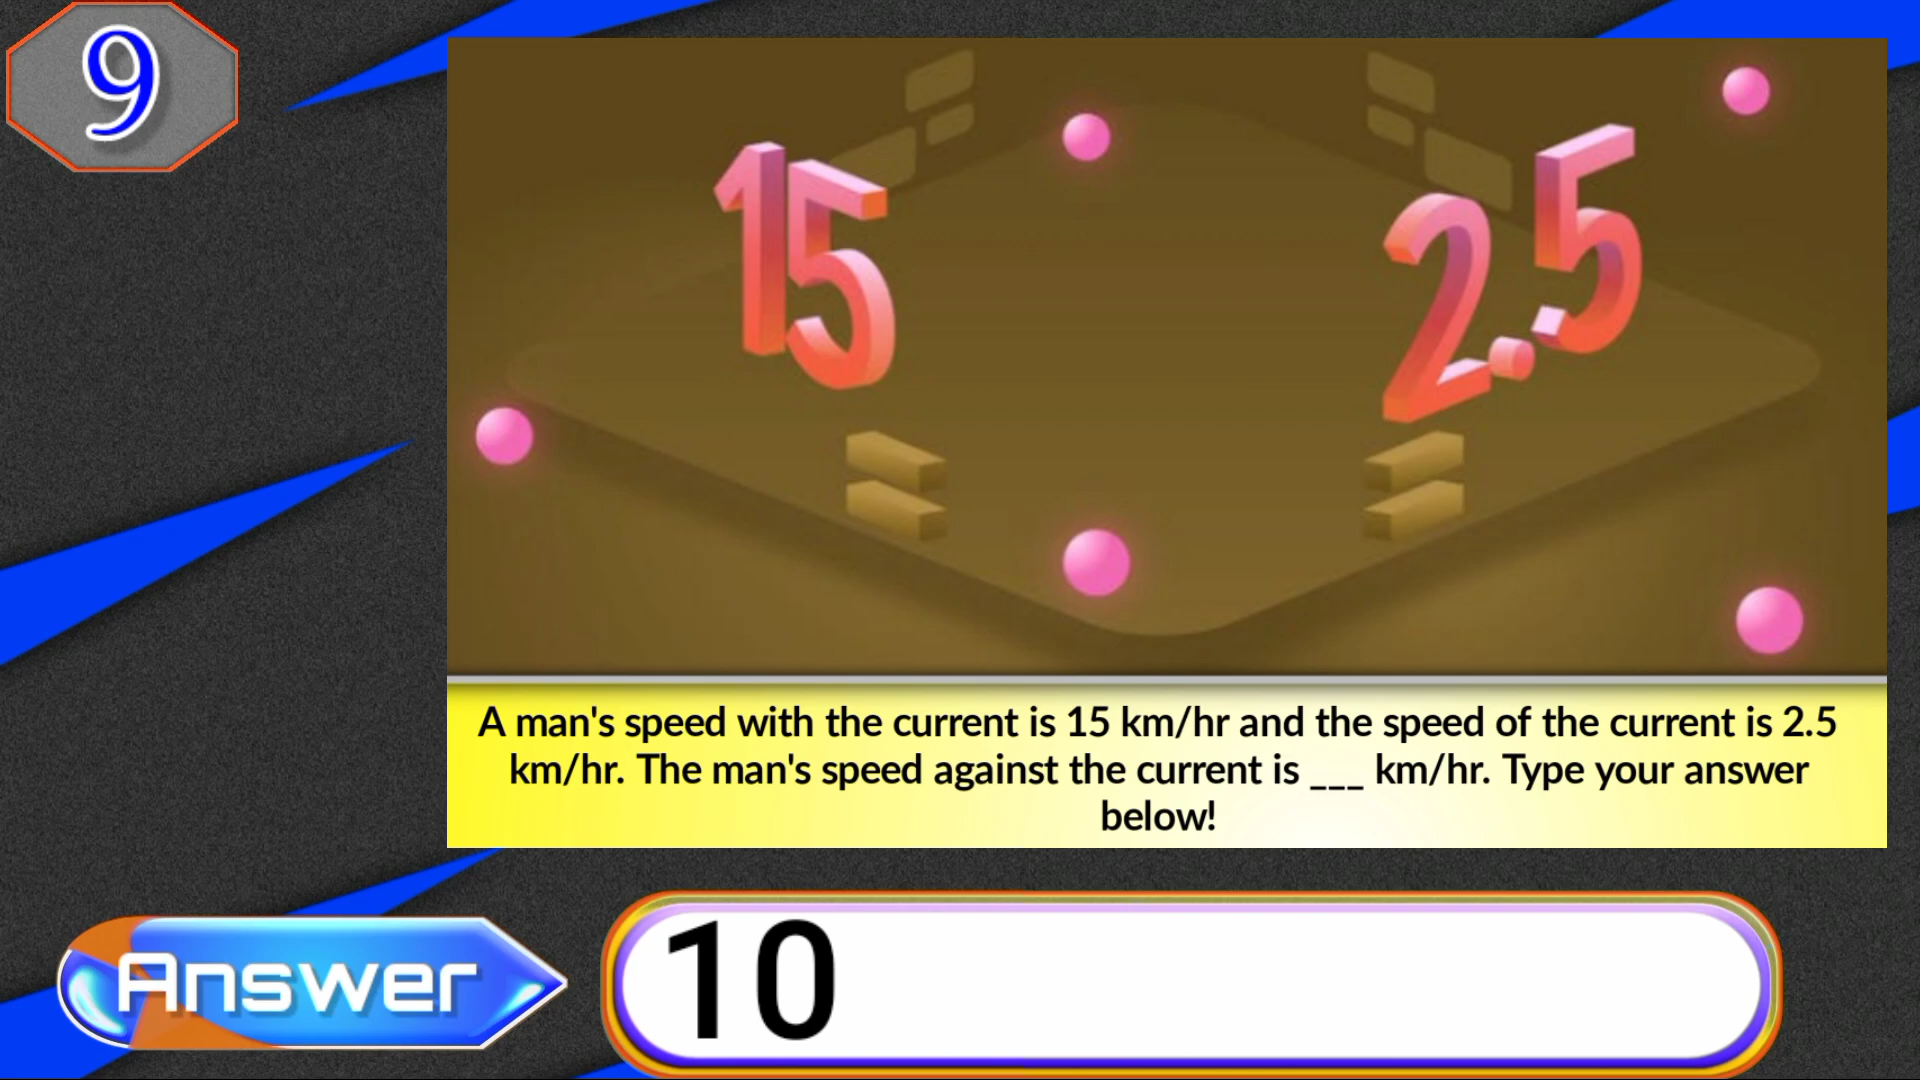 9
15
2.5
A man's speed with the current is 15 km/hr and the speed of the current is 2.5
km/hr. The man's speed against the current is ___ km/hr. Type your answer
below!
Answer
10